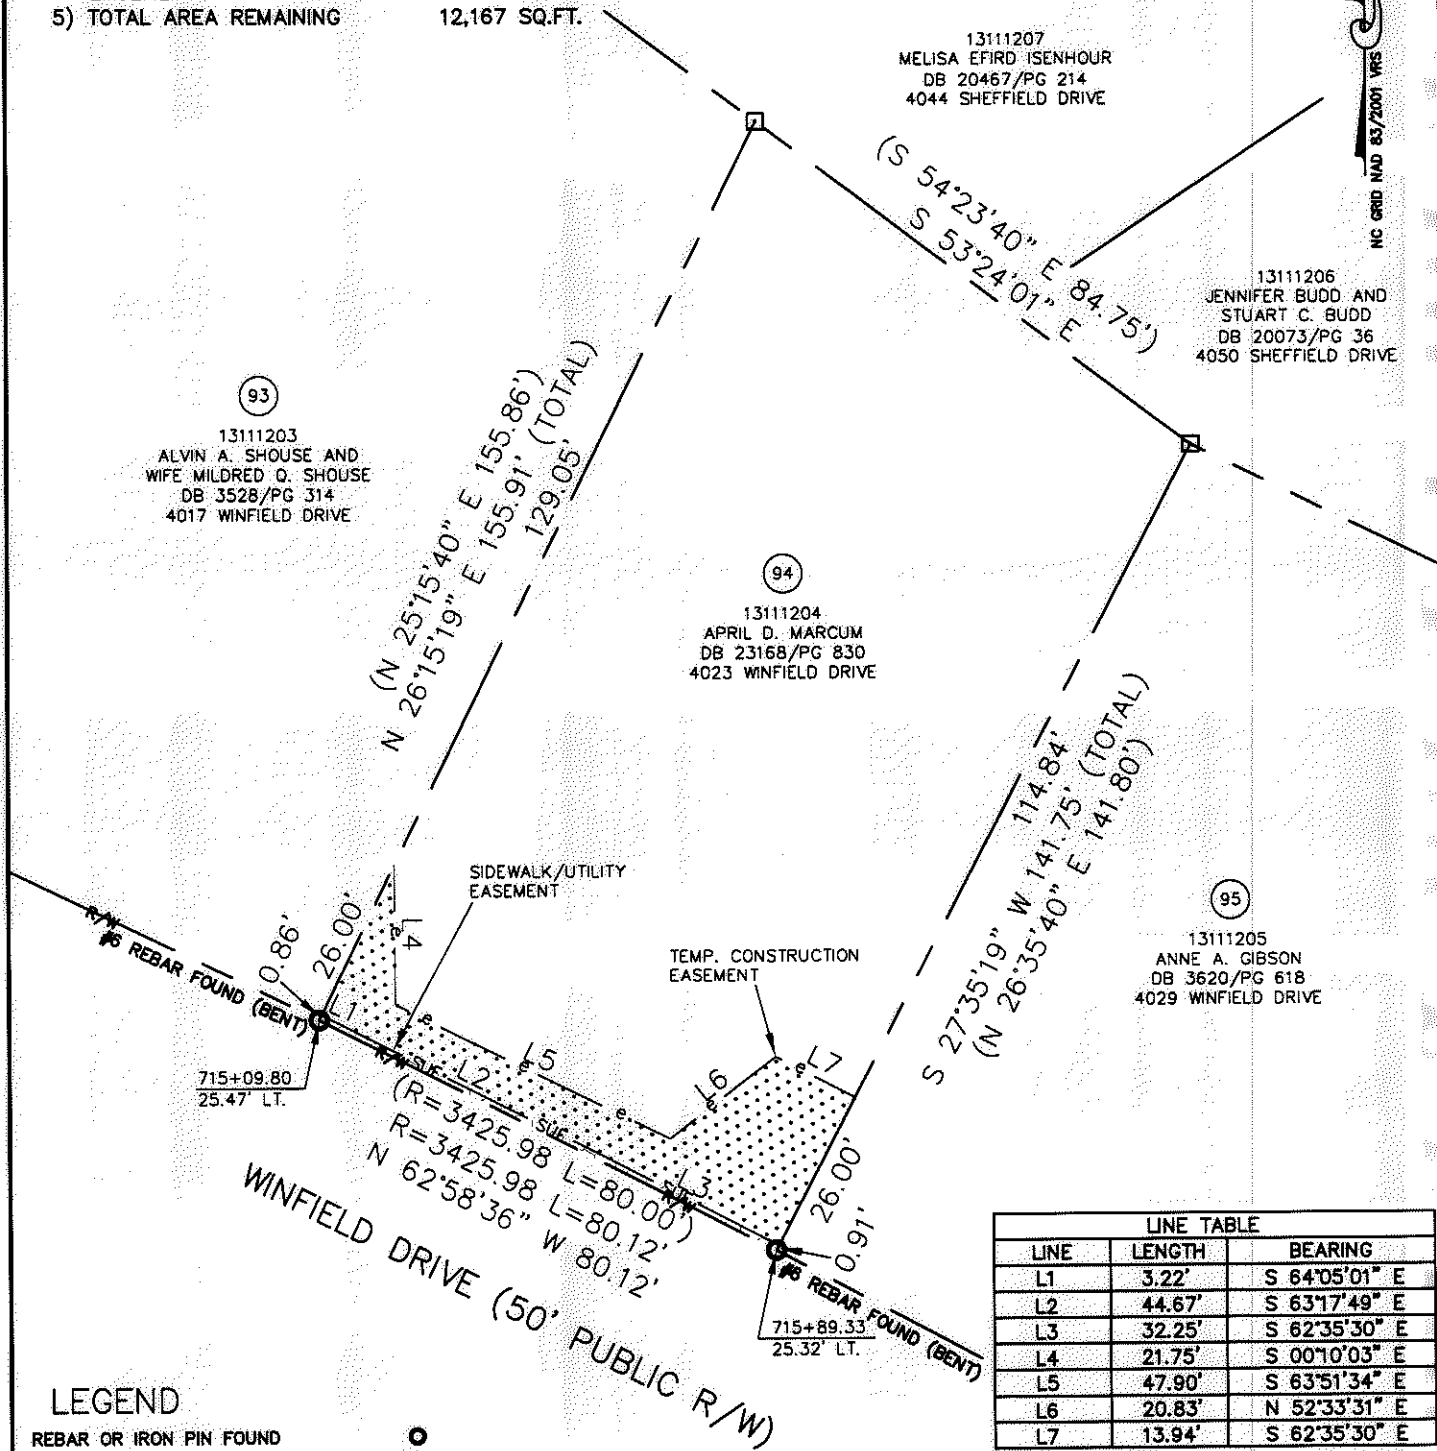 5) TOTAL AREA REMAINING 12,167 SQ.FT.
13111207
MELISA EFIRD ISENHOUR
DB 20467/PG 214
4044 SHEFFIELD DRIVE
NC GRID NAD 83/2001 VRS
(S 54°23'40" E 84.75')
S 53°24'01" E
13111206
JENNIFER BUDD AND
STUART C. BUDD
DB 20073/PG 36
4050 SHEFFIELD DRIVE
93
13111203
ALVIN A. SHOUSE AND
WIFE MILDRED Q. SHOUSE
DB 3528/PG 314
4017 WINFIELD DRIVE
(N 25°15'40" E 155.86')
N 26°15'19" E 155.91' (TOTAL)
129.05'
94
13111204
APRIL D. MARCUM
DB 23168/PG 830
4023 WINFIELD DRIVE
114.84'
S 27°35'19" W 141.75' (TOTAL)
(N 26°35'40" E 141.80')
95
13111205
ANNE A. GIBSON
DB 3620/PG 618
4029 WINFIELD DRIVE
SIDEWALK/UTILITY
EASEMENT
TEMP. CONSTRUCTION
EASEMENT
R/W
#6 REBAR FOUND (BENT)
0.86'
26.00'
L4
L1
e
L5
e
e
L6
e
L7
e
R/W
SUE
L2
SUE
SUE
L3
R/W
715+09.80
25.47' LT.
(R=3425.98 L=80.00')
R=3425.98 L=80.12'
N 62°58'36" W 80.12'
26.00'
0.91'
#6 REBAR FOUND (BENT)
715+89.33
25.32' LT.
WINFIELD DRIVE (50' PUBLIC R/W)
LINE TABLE
LINE LENGTH BEARING
L1 3.22' S 64°05'01" E
L2 44.67' S 63°17'49" E
L3 32.25' S 62°35'30" E
L4 21.75' S 00°10'03" E
L5 47.90' S 63°51'34" E
L6 20.83' N 52°33'31" E
L7 13.94' S 62°35'30" E
LEGEND
REBAR OR IRON PIN FOUND